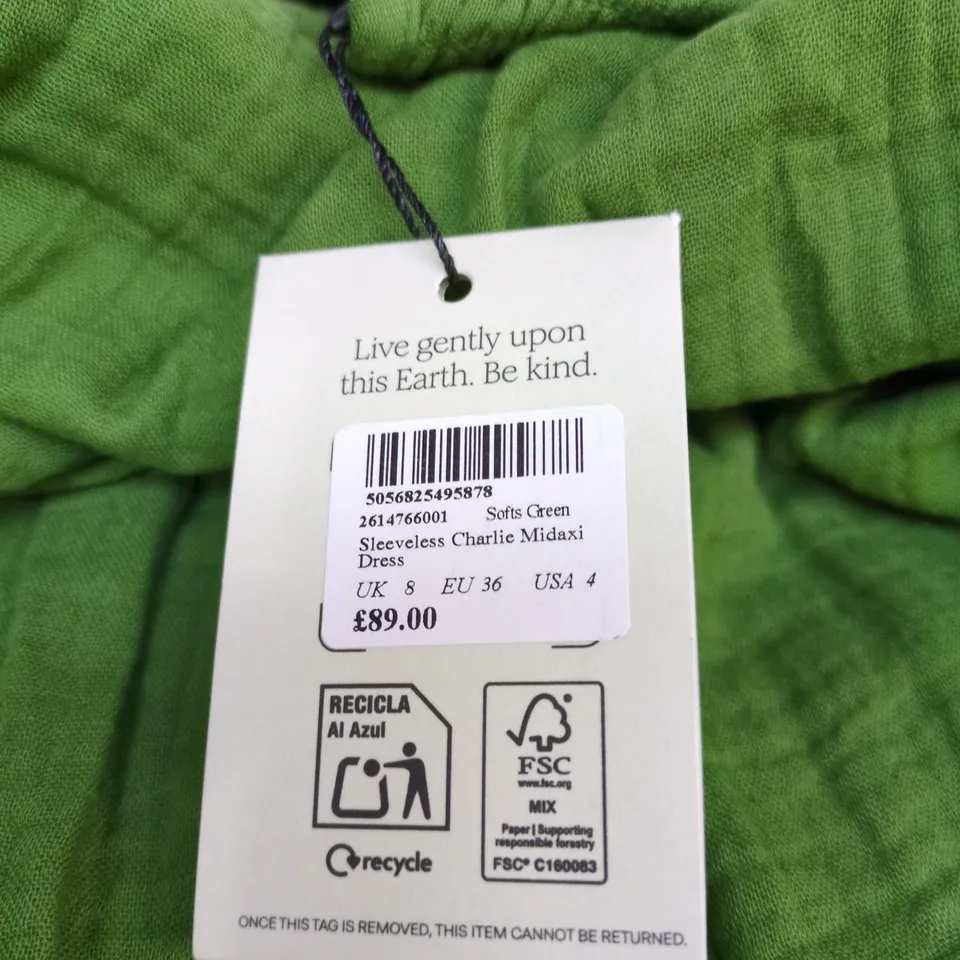 Live gently upon
this Earth. Be kind.
5056825495878
2614766001 Softs Green
Sleeveless Charlie Midaxi
Dress
UK 8 EU 36 USA 4
£89.00
RECICLA
Al Azul
recycle
FSC
www.fsc.org
MIX
Paper | Supporting
responsible forestry
FSC® C160083
ONCE THIS TAG IS REMOVED, THIS ITEM CANNOT BE RETURNED.